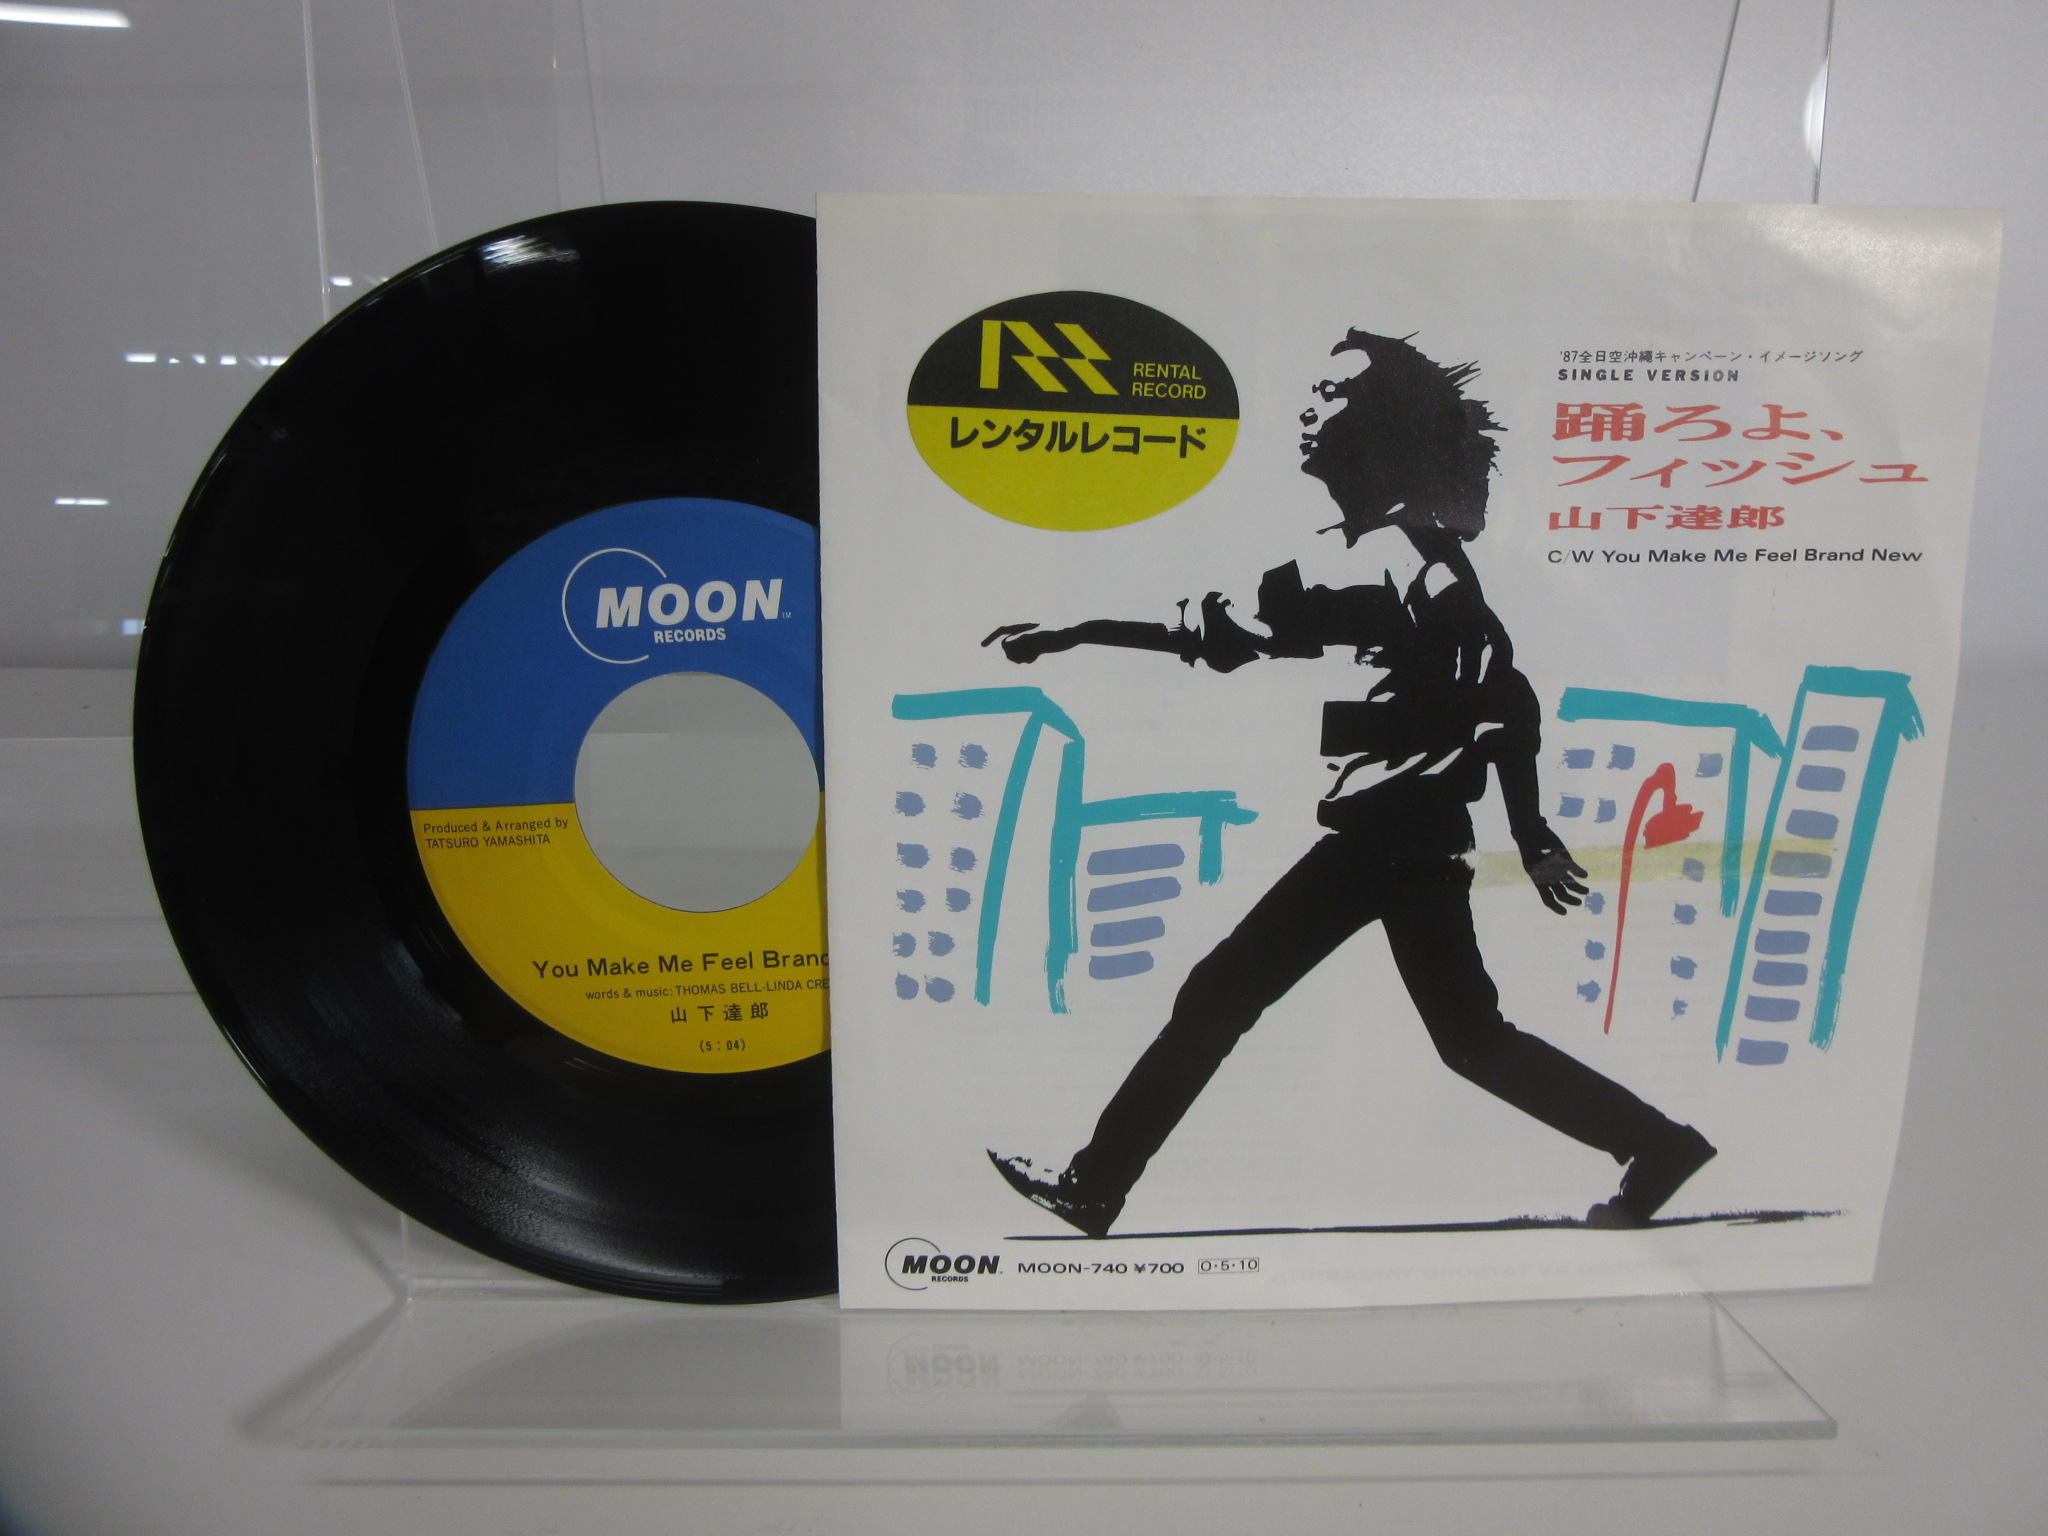 MOON
TM
RECORDS
Produced & Arranged by
TATSURO YAMASHITA
You Make Me Feel Brand
words & music: THOMAS BELL-LINDA CRE
山下達郎
(5:04)
RENTAL
RECORD
レンタルレコード
'87全日空沖縄キャンペーン・イメージソング
SINGLE VERSION
踊ろよ、
フィッシュ
山下達郎
C/W You Make Me Feel Brand New
MOON
RECORDS
MOON-740 ¥700 0・5・10